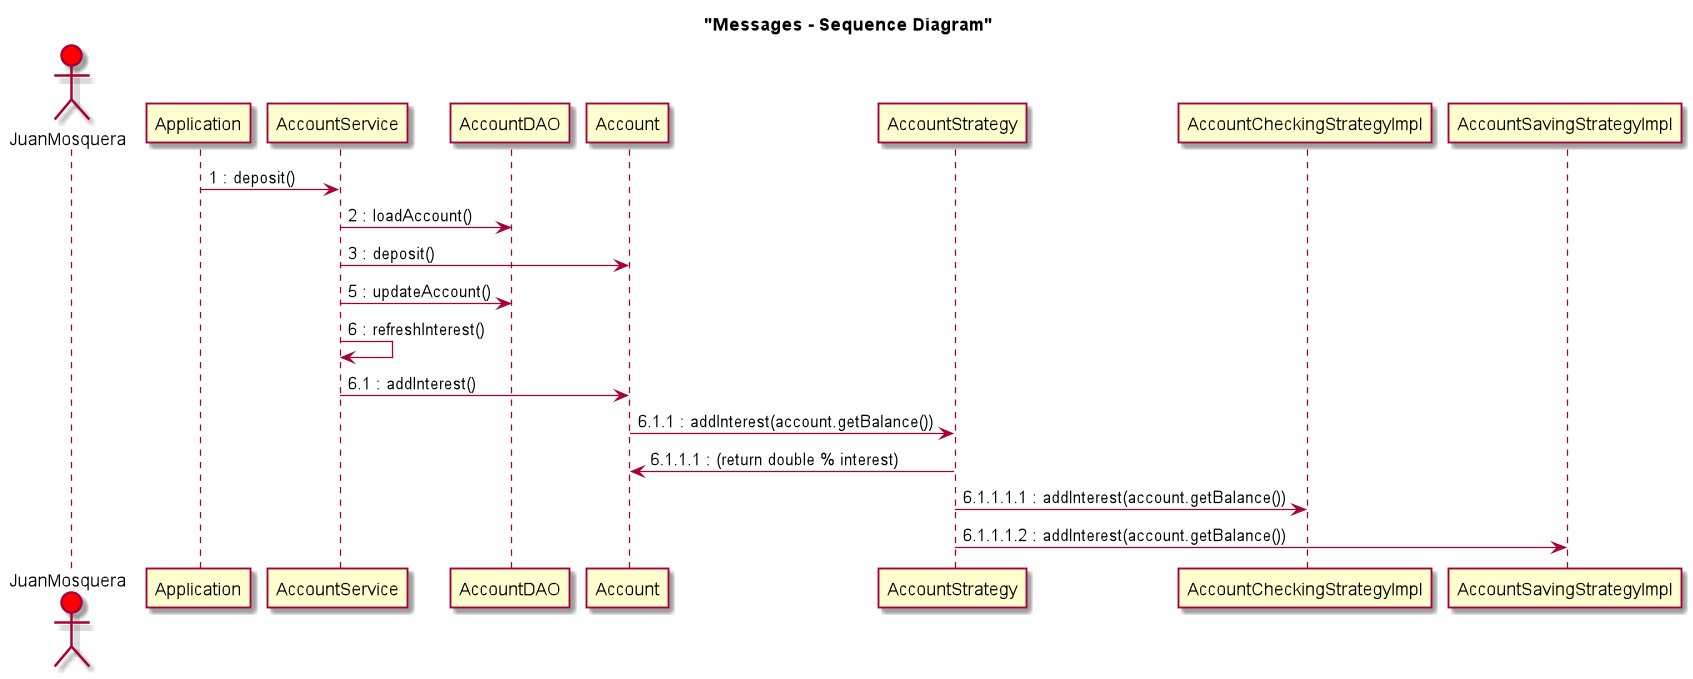 "Messages - Sequence Diagram"
JuanMosquera
Application
AccountService
AccountDAO
Account
AccountStrategy
AccountCheckingStrategyImpl
AccountSavingStrategyImpl
1 : deposit()
2 : loadAccount()
3 : deposit()
5 : updateAccount()
6 : refreshInterest()
6.1 : addInterest()
6.1.1 : addInterest(account.getBalance())
6.1.1.1 : (return double % interest)
6.1.1.1.1 : addInterest(account.getBalance())
6.1.1.1.2 : addInterest(account.getBalance())
JuanMosquera
Application
AccountService
AccountDAO
Account
AccountStrategy
AccountCheckingStrategyImpl
AccountSavingStrategyImpl